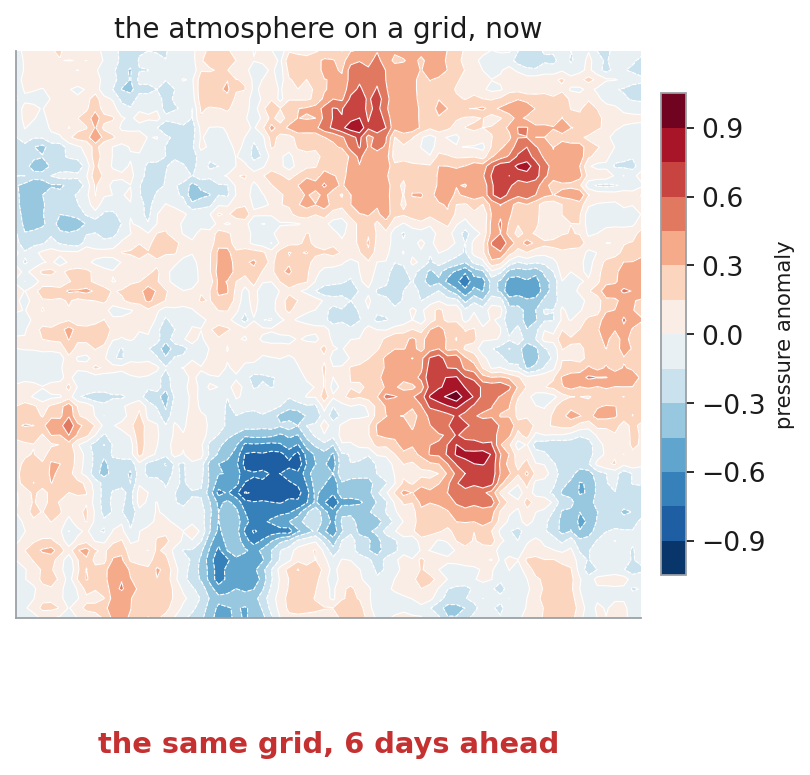 the atmosphere on a grid, now
0.9
0.6
0.3
0.0
−0.3
−0.6
−0.9
pressure anomaly
the same grid, 6 days ahead